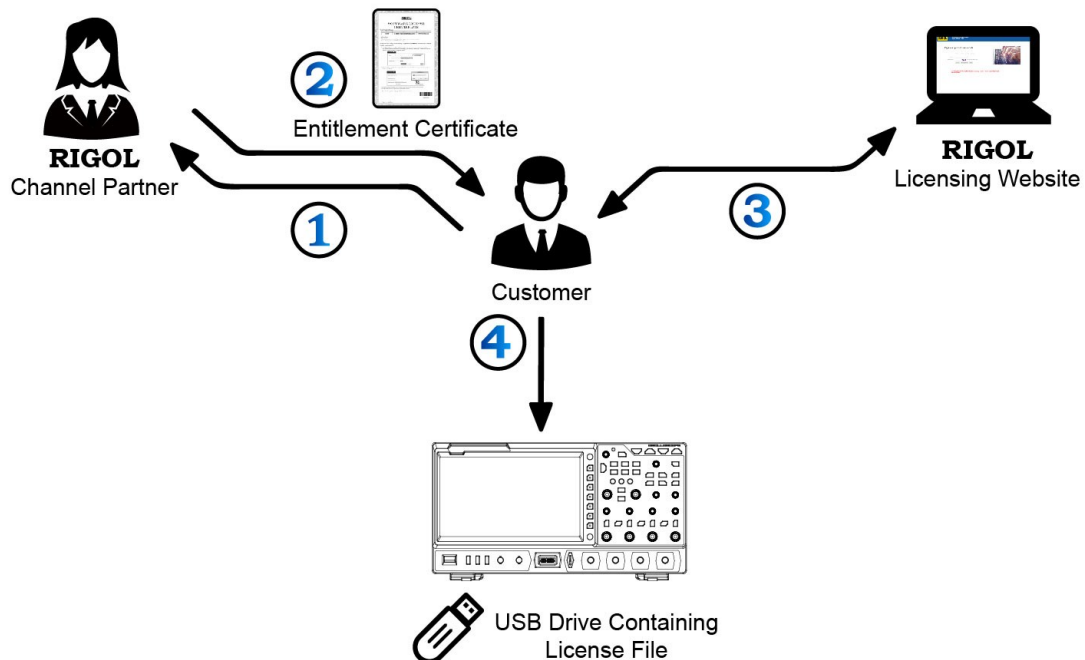 2
Entitlement Certificate
RIGOL
Channel Partner
1
RIGOL
Licensing Website
3
Customer
4
USB Drive Containing
License File